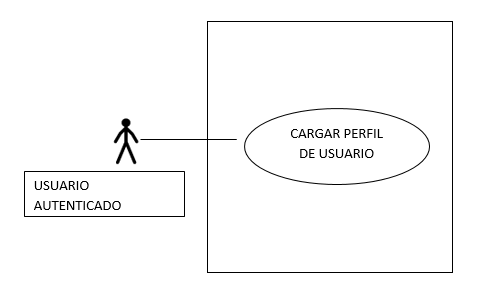 CARGAR PERFIL
DE USUARIO
USUARIO
AUTENTICADO